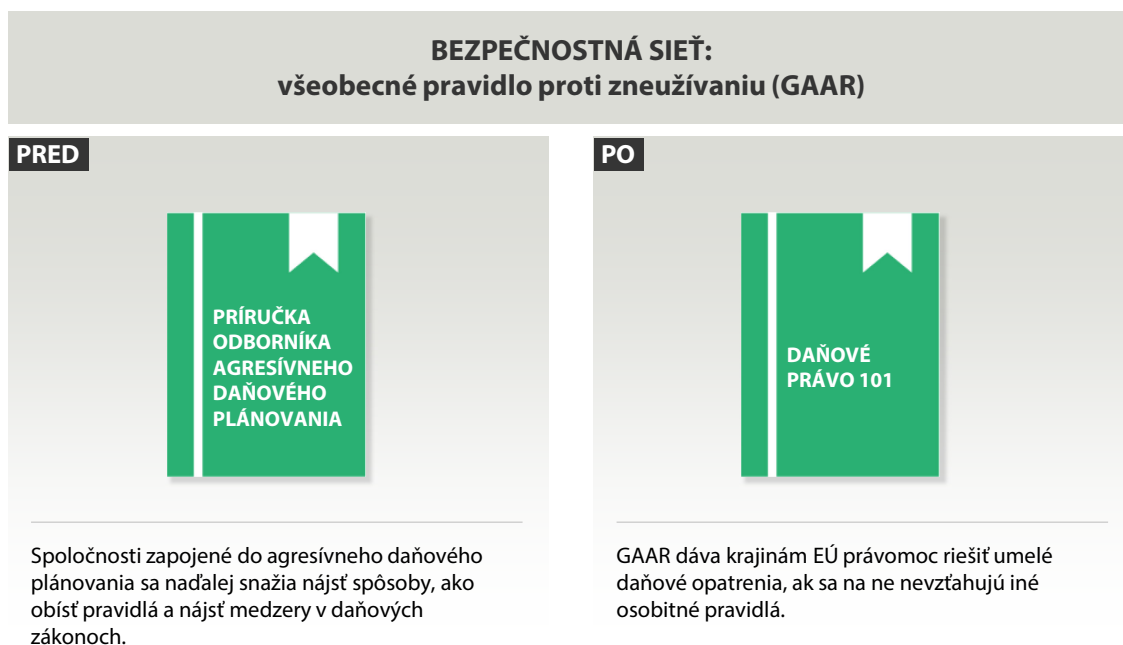 BEZPEČNOSTNÁ SIEŤ:
všeobecné pravidlo proti zneužívaniu (GAAR)
PRED
PRÍRUČKA
ODBORNÍKA
AGRESÍVNEHO
DAŇOVÉHO
PLÁNOVANIA
Spoločnosti zapojené do agresívneho daňového
plánovania sa naďalej snažia nájsť spôsoby, ako
obísť pravidlá a nájsť medzery v daňových
zákonoch.
PO
DAŇOVÉ
PRÁVO 101
GAAR dáva krajinám EÚ právomoc riešiť umelé
daňové opatrenia, ak sa na ne nevzťahujú iné
osobitné pravidlá.